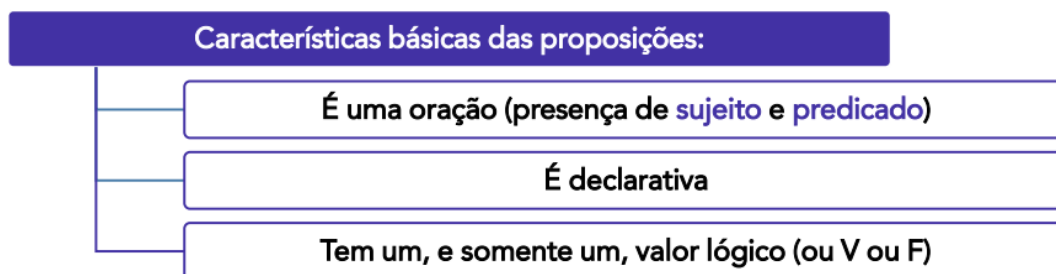 Características básicas das proposições:
É uma oração (presença de sujeito e predicado)
É declarativa
Tem um, e somente um, valor lógico (ou V ou F)